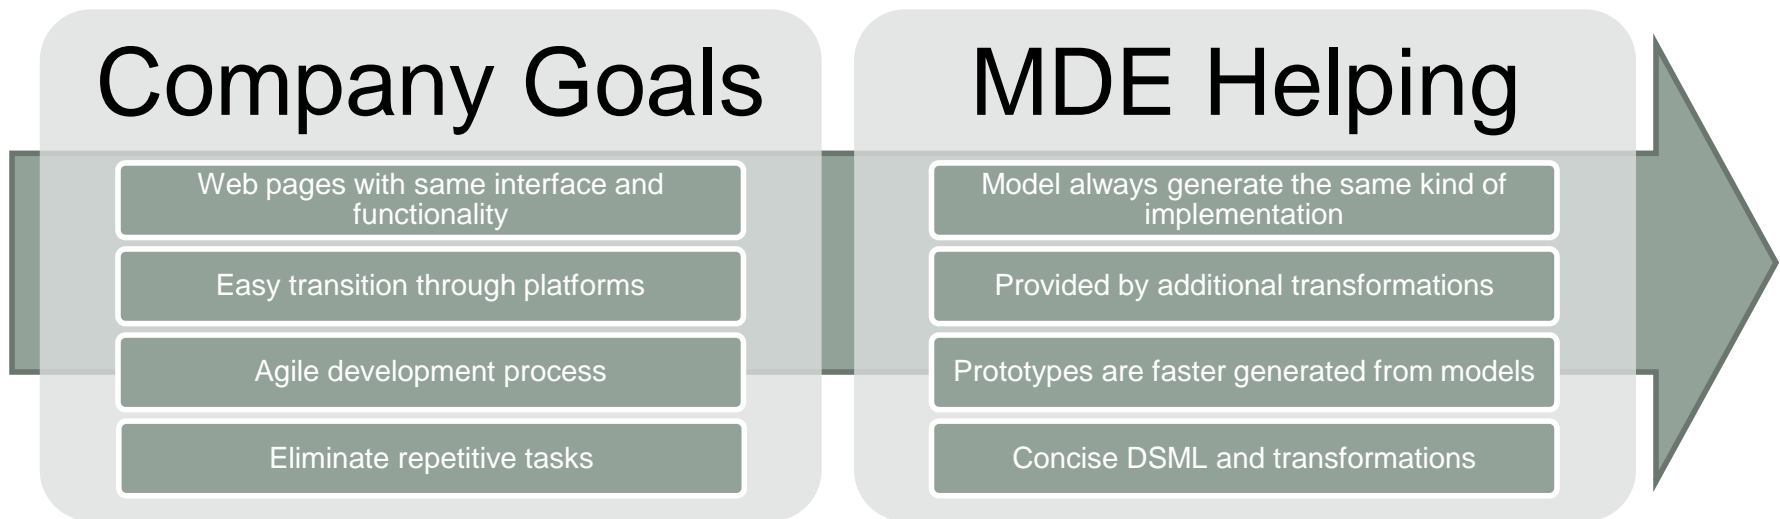 Company Goals
Web pages with same interface and
functionality
Easy transition through platforms
Agile development process
Eliminate repetitive tasks
MDE Helping
Model always generate the same kind of
implementation
Provided by additional transformations
Prototypes are faster generated from models
Concise DSML and transformations